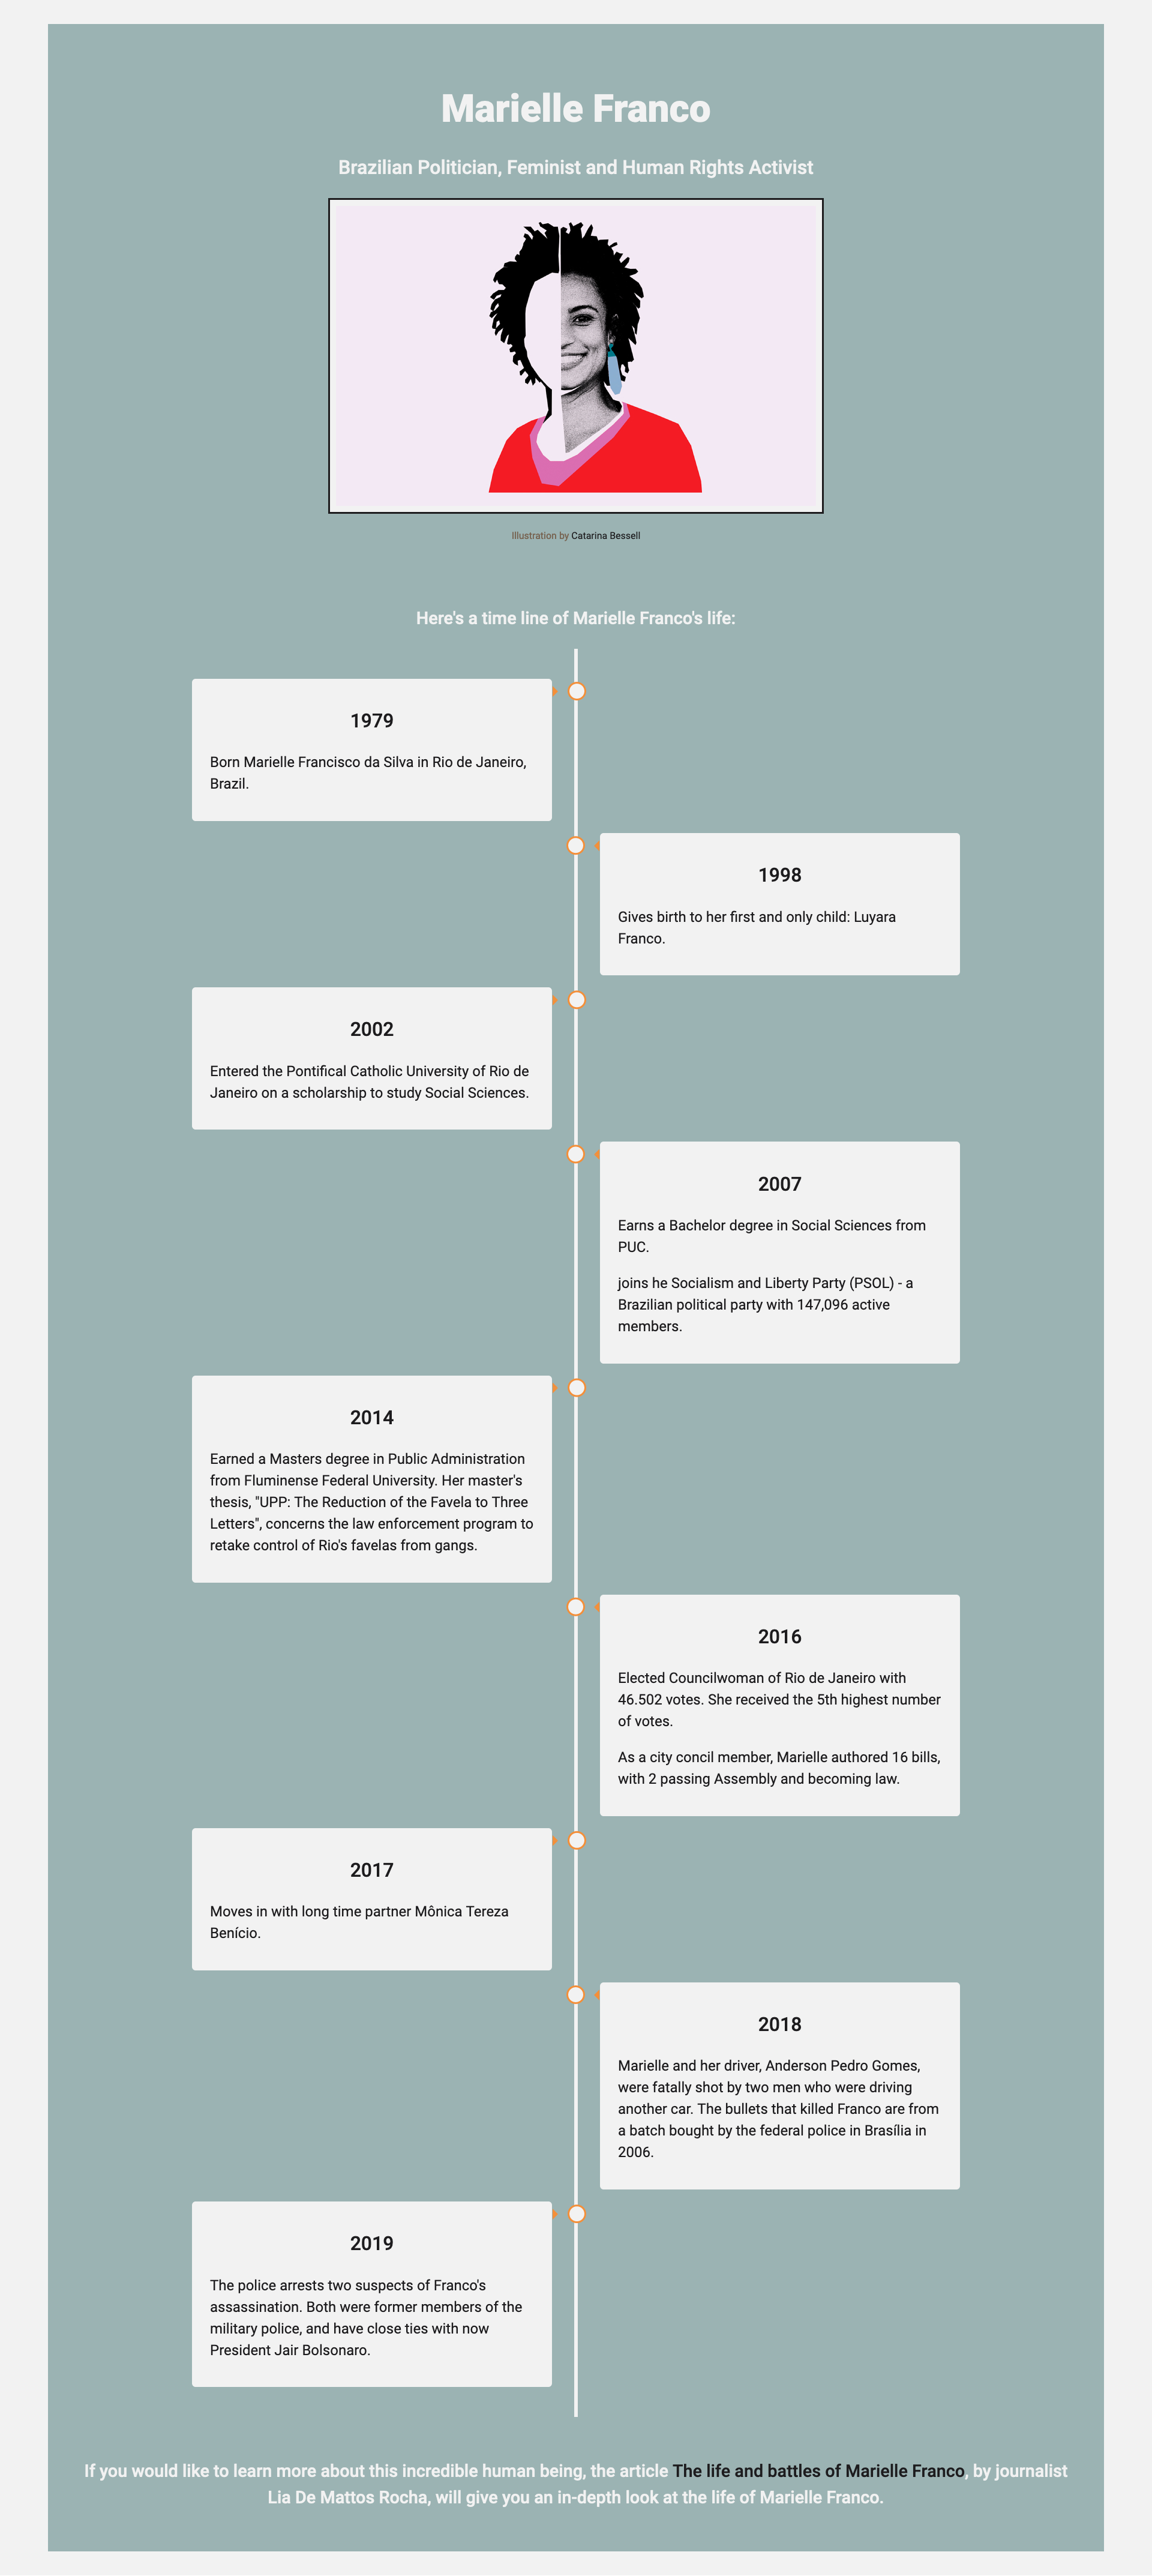 Marielle Franco
Brazilian Politician, Feminist and Human Rights Activist
Illustration by Catarina Bessell
Here's a time line of Marielle Franco's life:
1979
Born Marielle Francisco da Silva in Rio de Janeiro,
Brazil.
1998
Gives birth to her first and only child: Luyara
Franco.
2002
Entered the Pontifical Catholic University of Rio de
Janeiro on a scholarship to study Social Sciences.
2007
Earns a Bachelor degree in Social Sciences from
PUC.
joins he Socialism and Liberty Party (PSOL) - a
Brazilian political party with 147,096 active
members.
2014
Earned a Masters degree in Public Administration
from Fluminense Federal University. Her master's
thesis, "UPP: The Reduction of the Favela to Three
Letters", concerns the law enforcement program to
retake control of Rio's favelas from gangs.
2016
Elected Councilwoman of Rio de Janeiro with
46.502 votes. She received the 5th highest number
of votes.
As a city concil member, Marielle authored 16 bills,
with 2 passing Assembly and becoming law.
2017
Moves in with long time partner Mônica Tereza
Benício.
2018
Marielle and her driver, Anderson Pedro Gomes,
were fatally shot by two men who were driving
another car. The bullets that killed Franco are from
a batch bought by the federal police in Brasília in
2006.
2019
The police arrests two suspects of Franco's
assassination. Both were former members of the
military police, and have close ties with now
President Jair Bolsonaro.
If you would like to learn more about this incredible human being, the article The life and battles of Marielle Franco, by journalist
Lia De Mattos Rocha, will give you an in-depth look at the life of Marielle Franco.